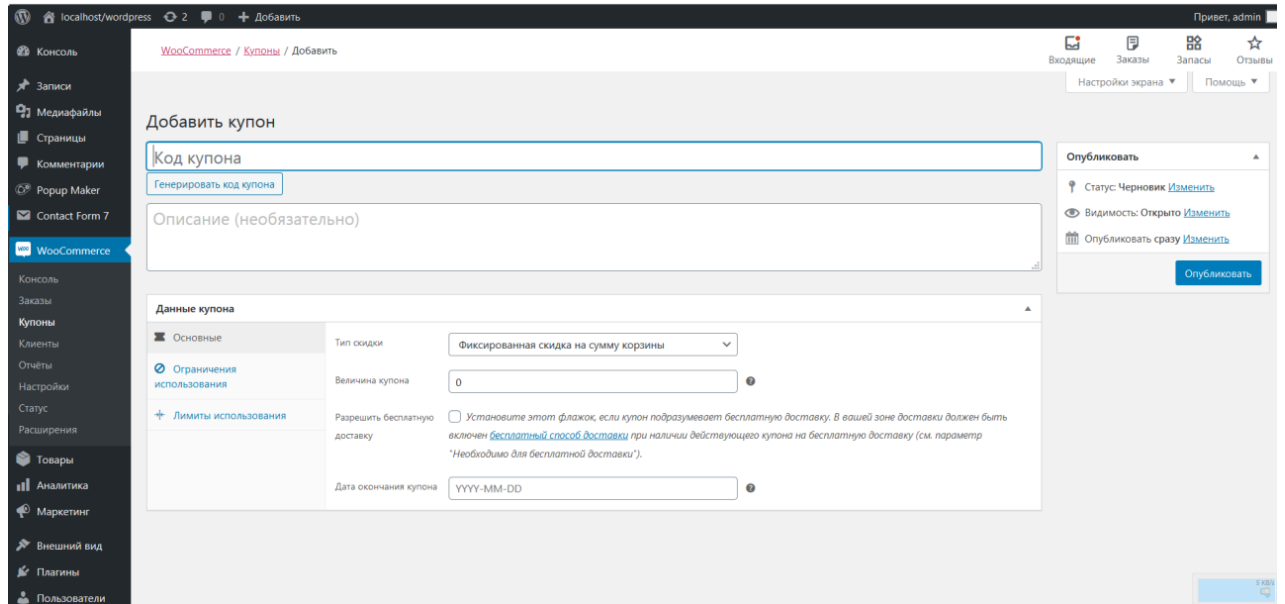 localhost/wordpress 2 0 + Добавить
Привет, admin
Консоль
Записи
Медиафайлы
Страницы
Комментарии
Popup Maker
Contact Form 7
WooCommerce
Консоль
Заказы
Купоны
Клиенты
Отчёты
Настройки
Статус
Расширения
Товары
Аналитика
Маркетинг
Внешний вид
Плагины
Пользователи
WooCommerce / Купоны / Добавить
Входящие
Заказы
Запасы
Отзывы
Настройки экрана
Помощь
Добавить купон
Код купона
Генерировать код купона
Описание (необязательно)
Данные купона
Основные
Ограничения
использования
Лимиты использования
Тип скидки
Фиксированная скидка на сумму корзины
Величина купона
0
Разрешить бесплатную
доставку
Установите этот флажок, если купон подразумевает бесплатную доставку. В вашей зоне доставки должен быть
включен бесплатный способ доставки при наличии действующего купона на бесплатную доставку (см. параметр
"Необходимо для бесплатной доставки").
Дата окончания купона
YYYY-MM-DD
Опубликовать
Статус: Черновик Изменить
Видимость: Открыто Изменить
Опубликовать сразу Изменить
Опубликовать
5 KB/s